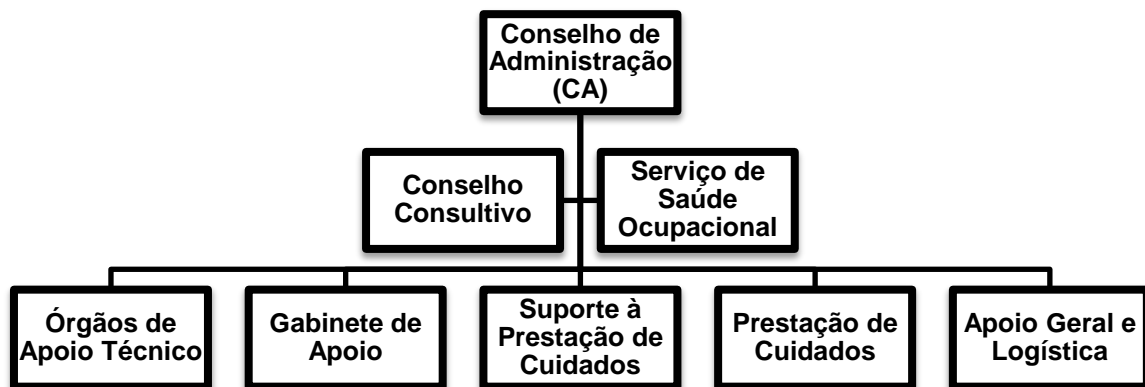 Conselho de
Administração
(CA)
Conselho
Consultivo
Serviço de
Saúde
Ocupacional
Órgãos de
Apoio Técnico
Gabinete de
Apoio
Suporte à
Prestação de
Cuidados
Prestação de
Cuidados
Apoio Geral e
Logística